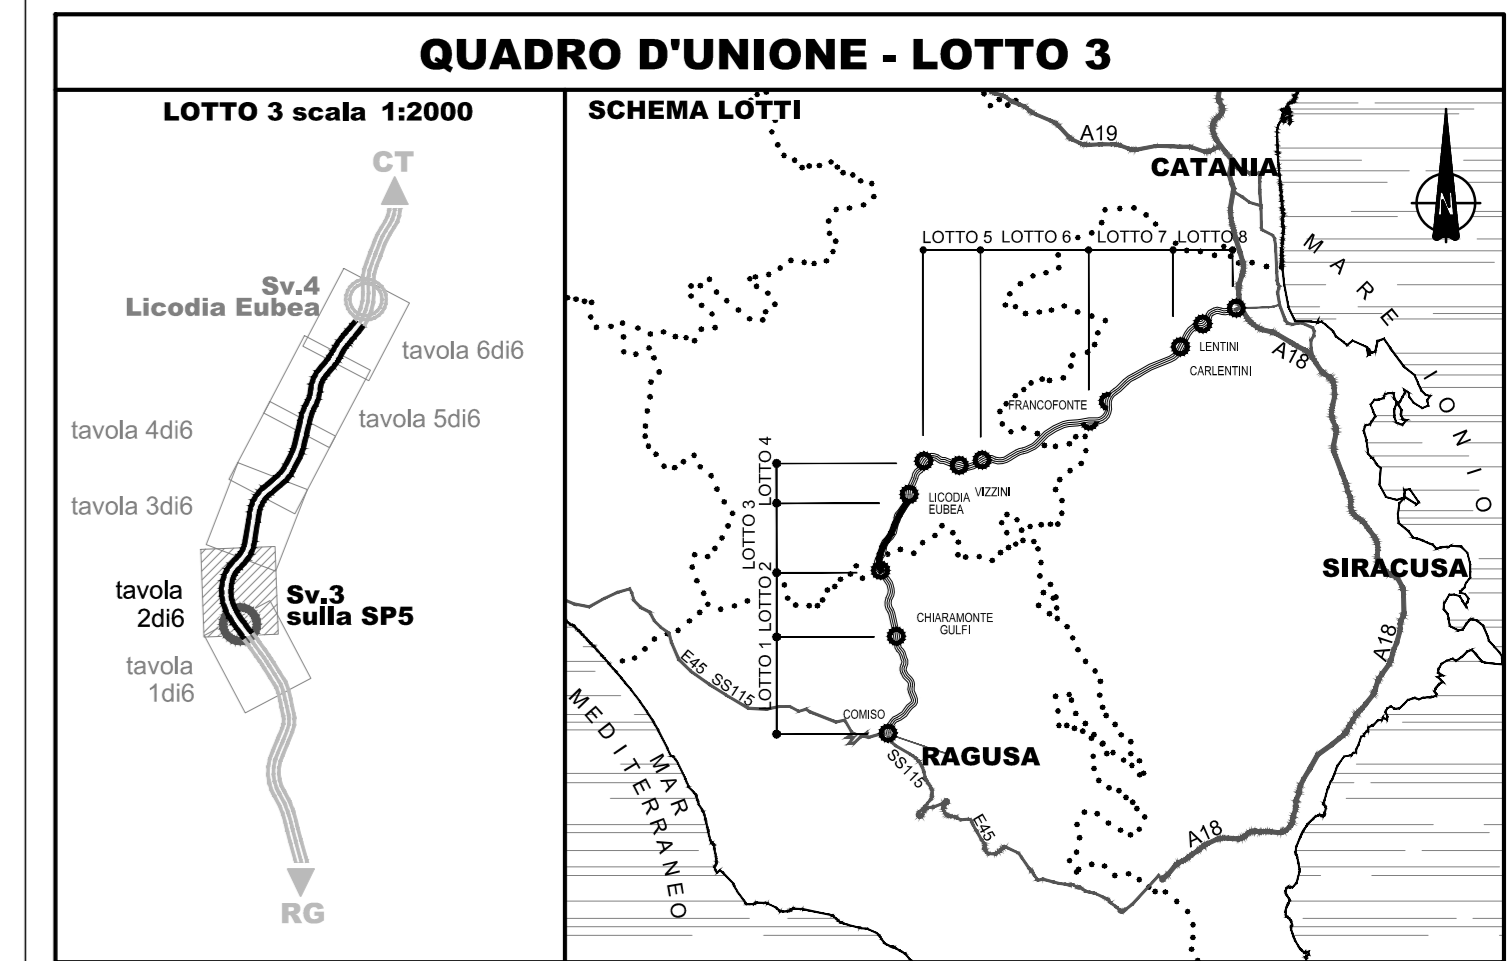 QUADRO D'UNIONE - LOTTO 3
LOTTO 3 scala 1:2000
CT
Sv.4
Licodia Eubea
tavola 6di6
tavola 5di6
tavola 4di6
tavola 3di6
tavola
2di6
Sv.3
sulla SP5
tavola
1di6
RG
SCHEMA LOTTI
A19
CATANIA
N
LOTTO 5
LOTTO 6
LOTTO 7
LOTTO 8
MARE IONIO
A18
LENTINI
CARLENTINI
FRANCOFONTE
LOTTO 4
LOTTO 3
LOTTO 2
LOTTO 1
LICODIA
EUBEA
VIZZINI
SIRACUSA
CHIARAMONTE
GULFI
A18
E45
SS115
COMISO
RAGUSA
SS115
MAR
MEDITERRANEO
E45
A18